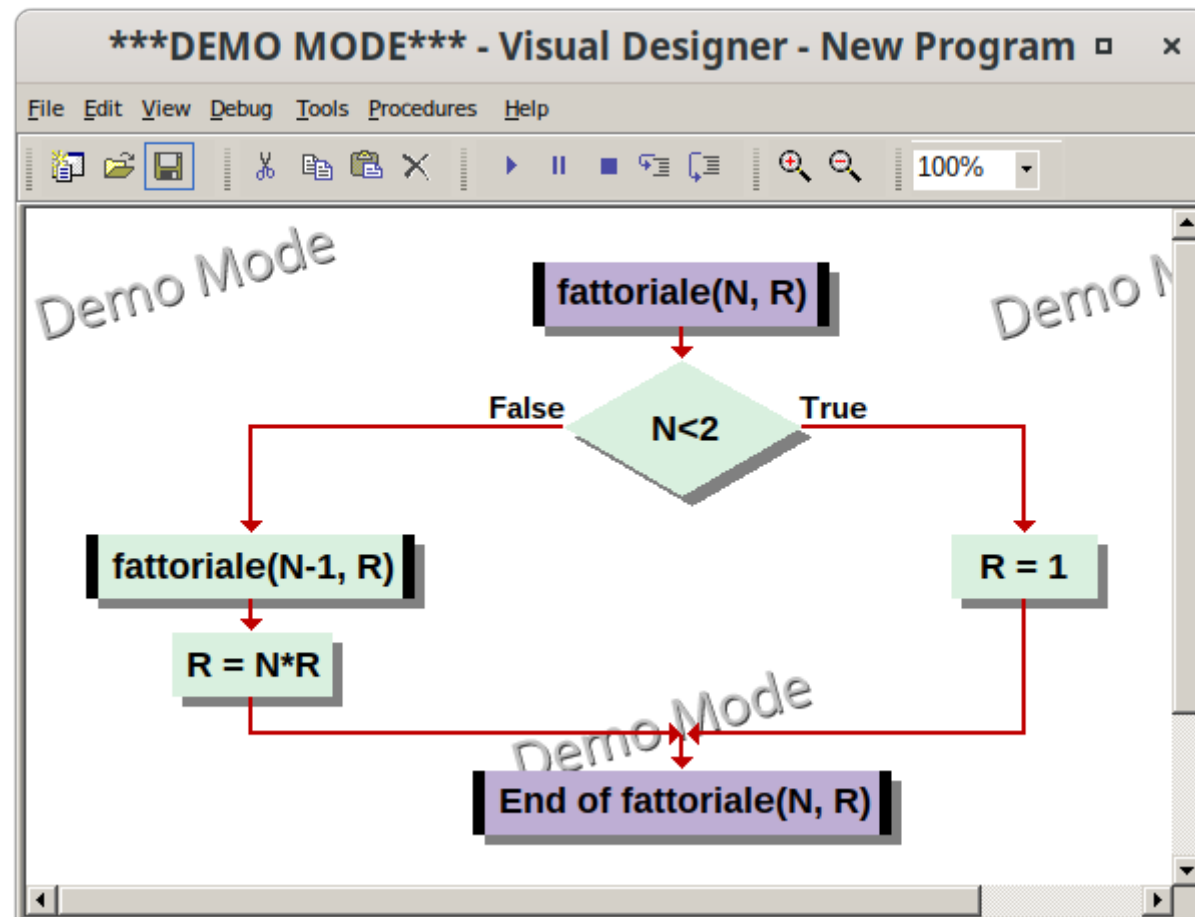 ***DEMO MODE*** - Visual Designer - New Program
File Edit View Debug Tools Procedures Help
100%
Demo Mode
Demo M
fattoriale(N, R)
N<2
False
True
fattoriale(N-1, R)
R = 1
R = N*R
Demo Mode
End of fattoriale(N, R)